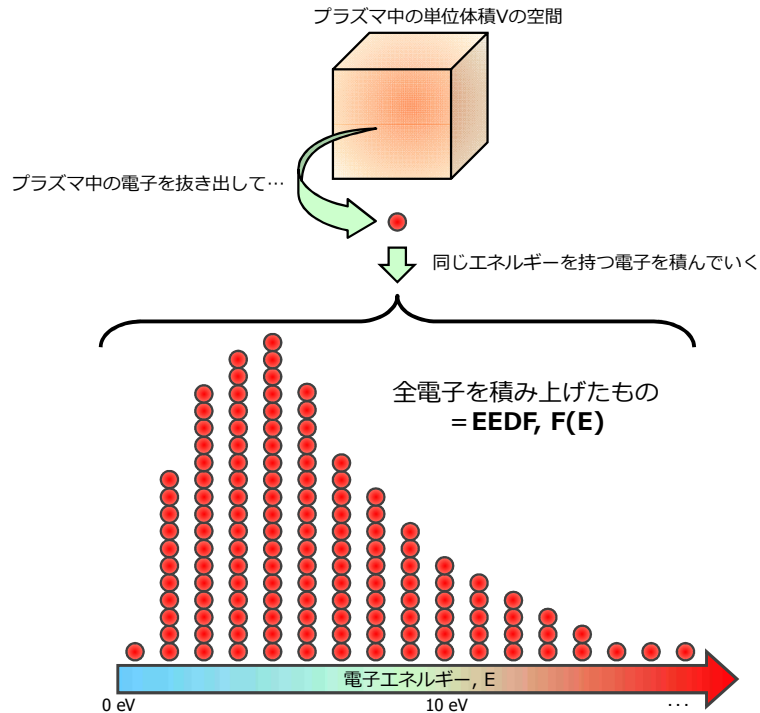 プラズマ中の単位体積Vの空間
プラズマ中の電子を抜き出して…
同じエネルギーを持つ電子を積んでいく
全電子を積み上げたもの
＝EEDF, F(E)
電子エネルギー, E
0 eV
10 eV
…